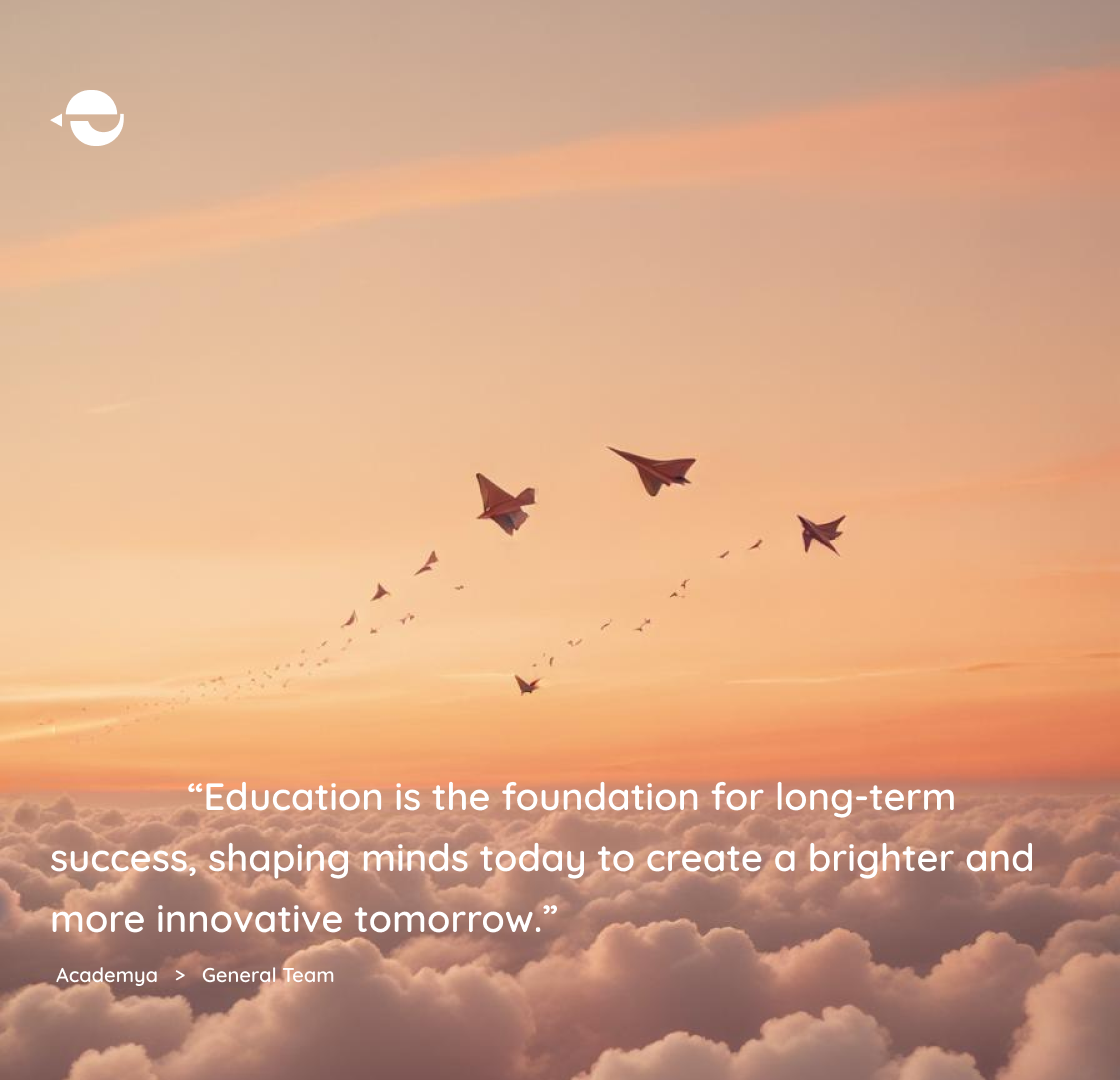 “Education is the foundation for long-term
success, shaping minds today to create a brighter and
more innovative tomorrow.”
Academya > General Team